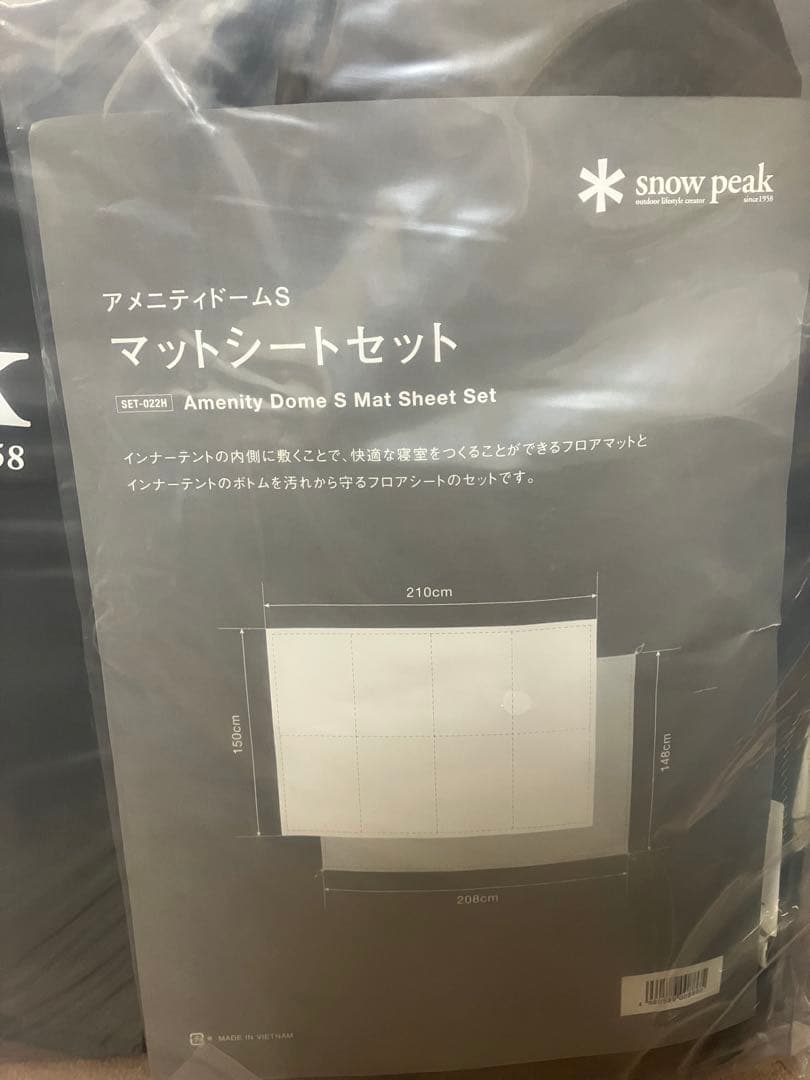 snow peak
outdoor lifestyle creator since1958
アメニティドームS
マットシートセット
SET-022H Amenity Dome S Mat Sheet Set
58
インナーテントの内側に敷くことで、快適な寝室をつくることができるフロアマットと
インナーテントのボトムを汚れから守るフロアシートのセットです。
210cm
150cm
148cm
208cm
MADE IN VIETNAM